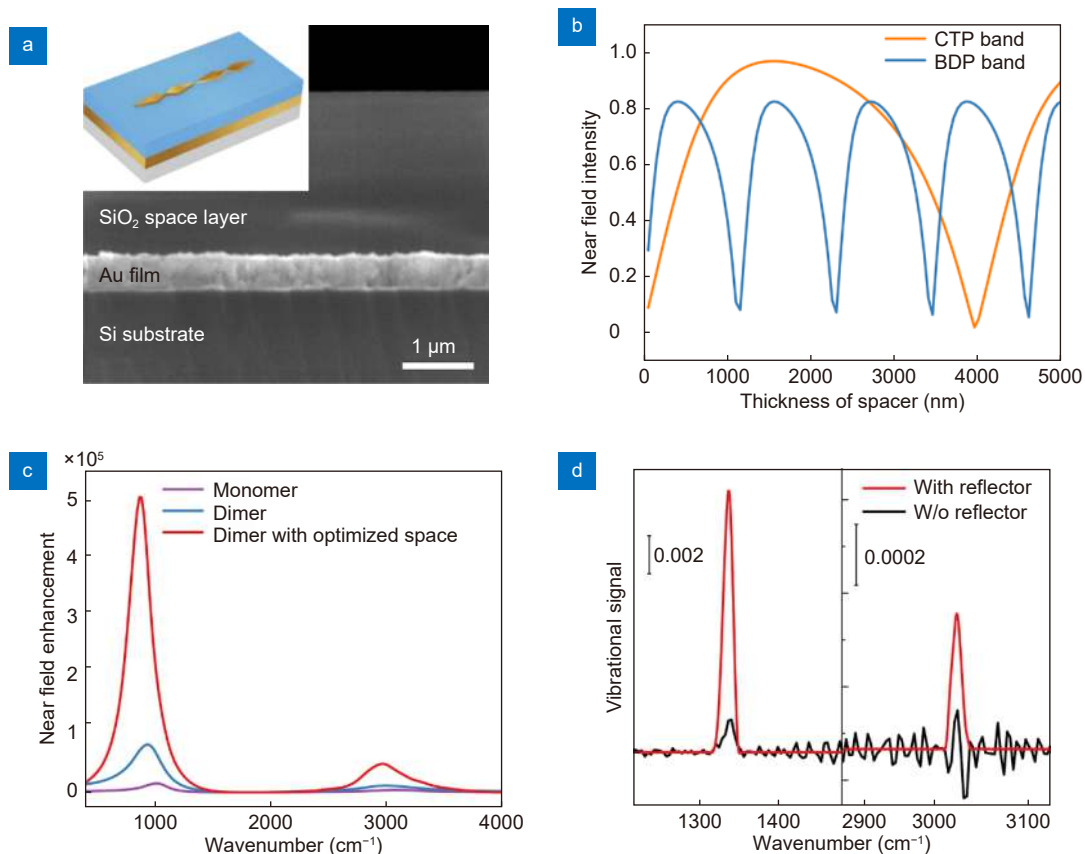 a
SiO₂ space layer
Au film
Si substrate
1 μm
b
CTP band
BDP band
Near field intensity
1.0
0.8
0.6
0.4
0.2
0
0
1000
2000
3000
4000
5000
Thickness of spacer (nm)
c
×10⁵
Monomer
Dimer
Dimer with optimized space
Near field enhancement
5
4
3
2
1
0
1000
2000
3000
4000
Wavenumber (cm⁻¹)
d
With reflector
W/o reflector
0.002
0.0002
Vibrational signal
1300
1400
2900
3000
3100
Wavenumber (cm⁻¹)